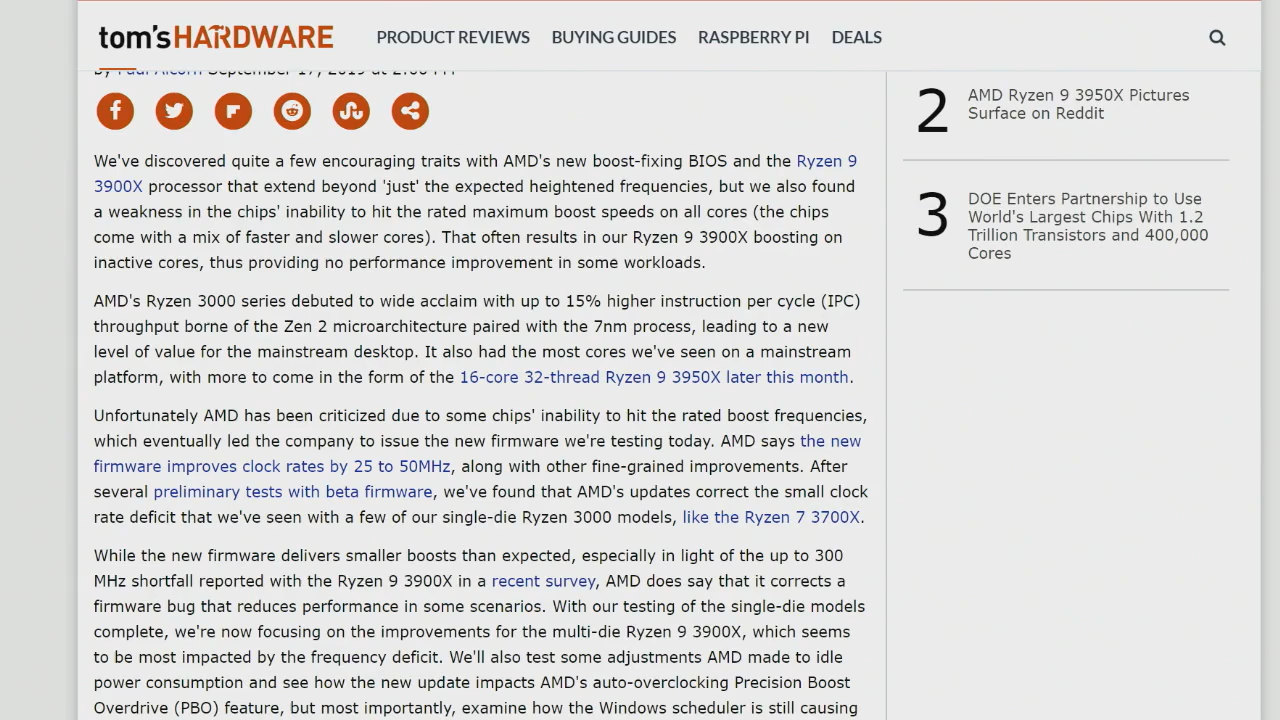 tom's HARDWARE
PRODUCT REVIEWS BUYING GUIDES RASPBERRY PI DEALS
by Paul Alcorn September 17, 2019 at 2:00 PM
We've discovered quite a few encouraging traits with AMD's new boost-fixing BIOS and the Ryzen 9
3900X processor that extend beyond 'just' the expected heightened frequencies, but we also found
a weakness in the chips' inability to hit the rated maximum boost speeds on all cores (the chips
come with a mix of faster and slower cores). That often results in our Ryzen 9 3900X boosting on
inactive cores, thus providing no performance improvement in some workloads.
AMD's Ryzen 3000 series debuted to wide acclaim with up to 15% higher instruction per cycle (IPC)
throughput borne of the Zen 2 microarchitecture paired with the 7nm process, leading to a new
level of value for the mainstream desktop. It also had the most cores we've seen on a mainstream
platform, with more to come in the form of the 16-core 32-thread Ryzen 9 3950X later this month.
Unfortunately AMD has been criticized due to some chips' inability to hit the rated boost frequencies,
which eventually led the company to issue the new firmware we're testing today. AMD says the new
firmware improves clock rates by 25 to 50MHz, along with other fine-grained improvements. After
several preliminary tests with beta firmware, we've found that AMD's updates correct the small clock
rate deficit that we've seen with a few of our single-die Ryzen 3000 models, like the Ryzen 7 3700X.
While the new firmware delivers smaller boosts than expected, especially in light of the up to 300
MHz shortfall reported with the Ryzen 9 3900X in a recent survey, AMD does say that it corrects a
firmware bug that reduces performance in some scenarios. With our testing of the single-die models
complete, we're now focusing on the improvements for the multi-die Ryzen 9 3900X, which seems
to be most impacted by the frequency deficit. We'll also test some adjustments AMD made to idle
power consumption and see how the new update impacts AMD's auto-overclocking Precision Boost
Overdrive (PBO) feature, but most importantly, examine how the Windows scheduler is still causing
2
AMD Ryzen 9 3950X Pictures
Surface on Reddit
3
DOE Enters Partnership to Use
World's Largest Chips With 1.2
Trillion Transistors and 400,000
Cores